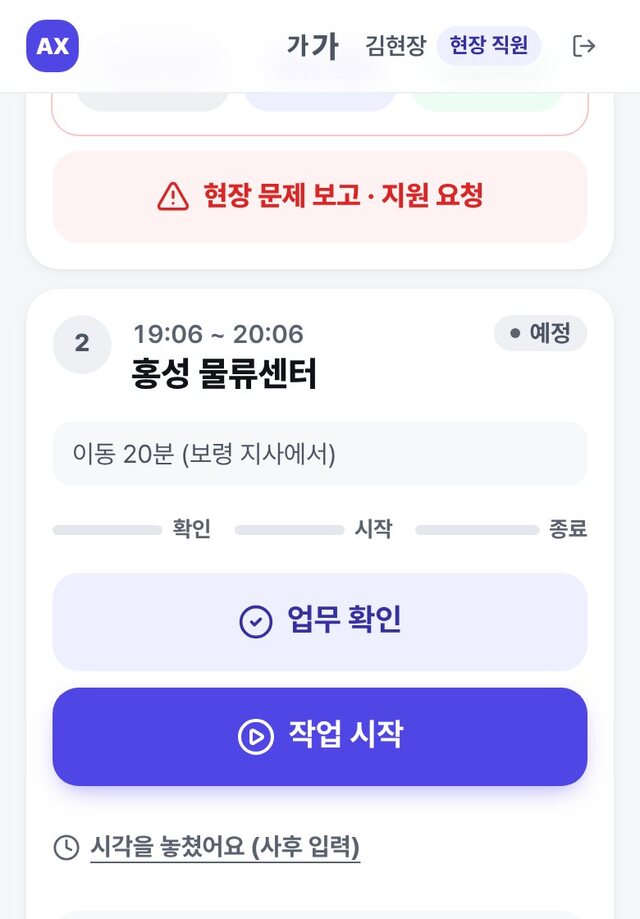 AX
가가 김현장 현장 직원
현장 문제 보고 · 지원 요청
2
19:06 ~ 20:06
예정
홍성 물류센터
이동 20분 (보령 지사에서)
확인 시작 종료
업무 확인
작업 시작
시각을 놓쳤어요 (사후 입력)